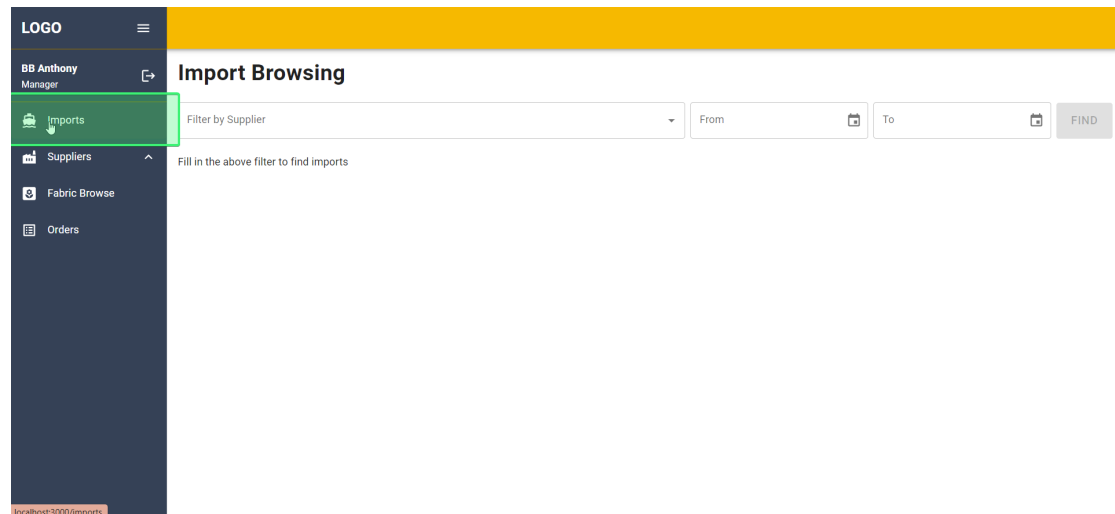 LOGO
BB Anthony
Manager
Imports
Suppliers
Fabric Browse
Orders
localhost:3000/imports
Import Browsing
Filter by Supplier
From
To
FIND
Fill in the above filter to find imports